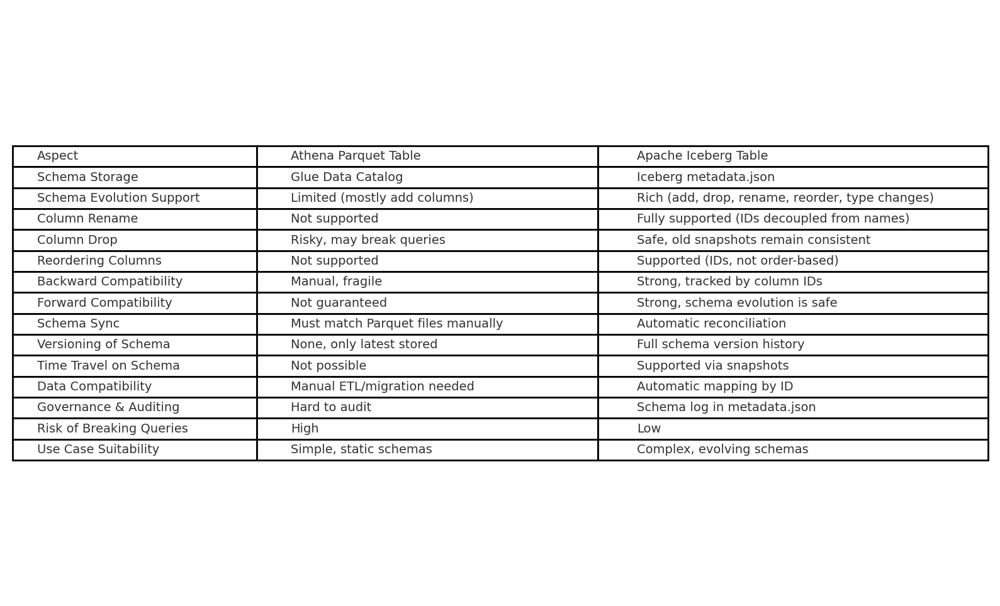 Aspect Athena Parquet Table Apache Iceberg Table
Schema Storage Glue Data Catalog Iceberg metadata.json
Schema Evolution Support Limited (mostly add columns) Rich (add, drop, rename, reorder, type changes)
Column Rename Not supported Fully supported (IDs decoupled from names)
Column Drop Risky, may break queries Safe, old snapshots remain consistent
Reordering Columns Not supported Supported (IDs, not order-based)
Backward Compatibility Manual, fragile Strong, tracked by column IDs
Forward Compatibility Not guaranteed Strong, schema evolution is safe
Schema Sync Must match Parquet files manually Automatic reconciliation
Versioning of Schema None, only latest stored Full schema version history
Time Travel on Schema Not possible Supported via snapshots
Data Compatibility Manual ETL/migration needed Automatic mapping by ID
Governance & Auditing Hard to audit Schema log in metadata.json
Risk of Breaking Queries High Low
Use Case Suitability Simple, static schemas Complex, evolving schemas